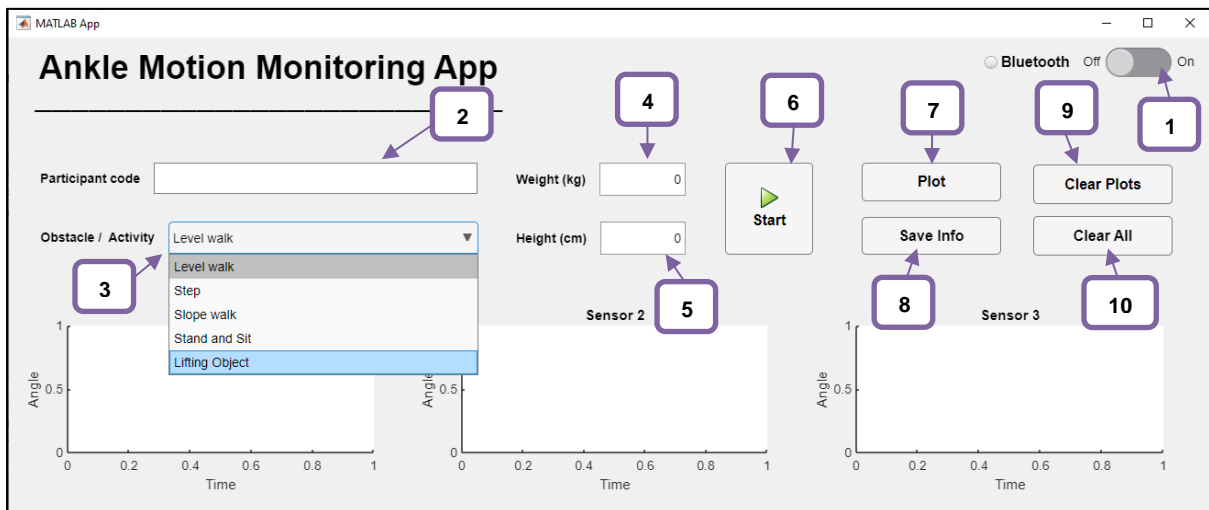 MATLAB App
Ankle Motion Monitoring App
Bluetooth Off On
2
4
6
7
9
1
Participant code
Weight (kg) 0
Start
Plot
Clear Plots
Obstacle / Activity Level walk
Height (cm) 0
Save Info
Clear All
Level walk
Step
Slope walk
Stand and Sit
Lifting Object
3
5
8
10
Sensor 2
Sensor 3
1
0.5
0
Angle
0 0.2 0.4 0.6 0.8 1
Time
0.5
0
Angle
0 0.2 0.4 0.6 0.8 1
Time
1
0.5
0
Angle
0 0.2 0.4 0.6 0.8 1
Time